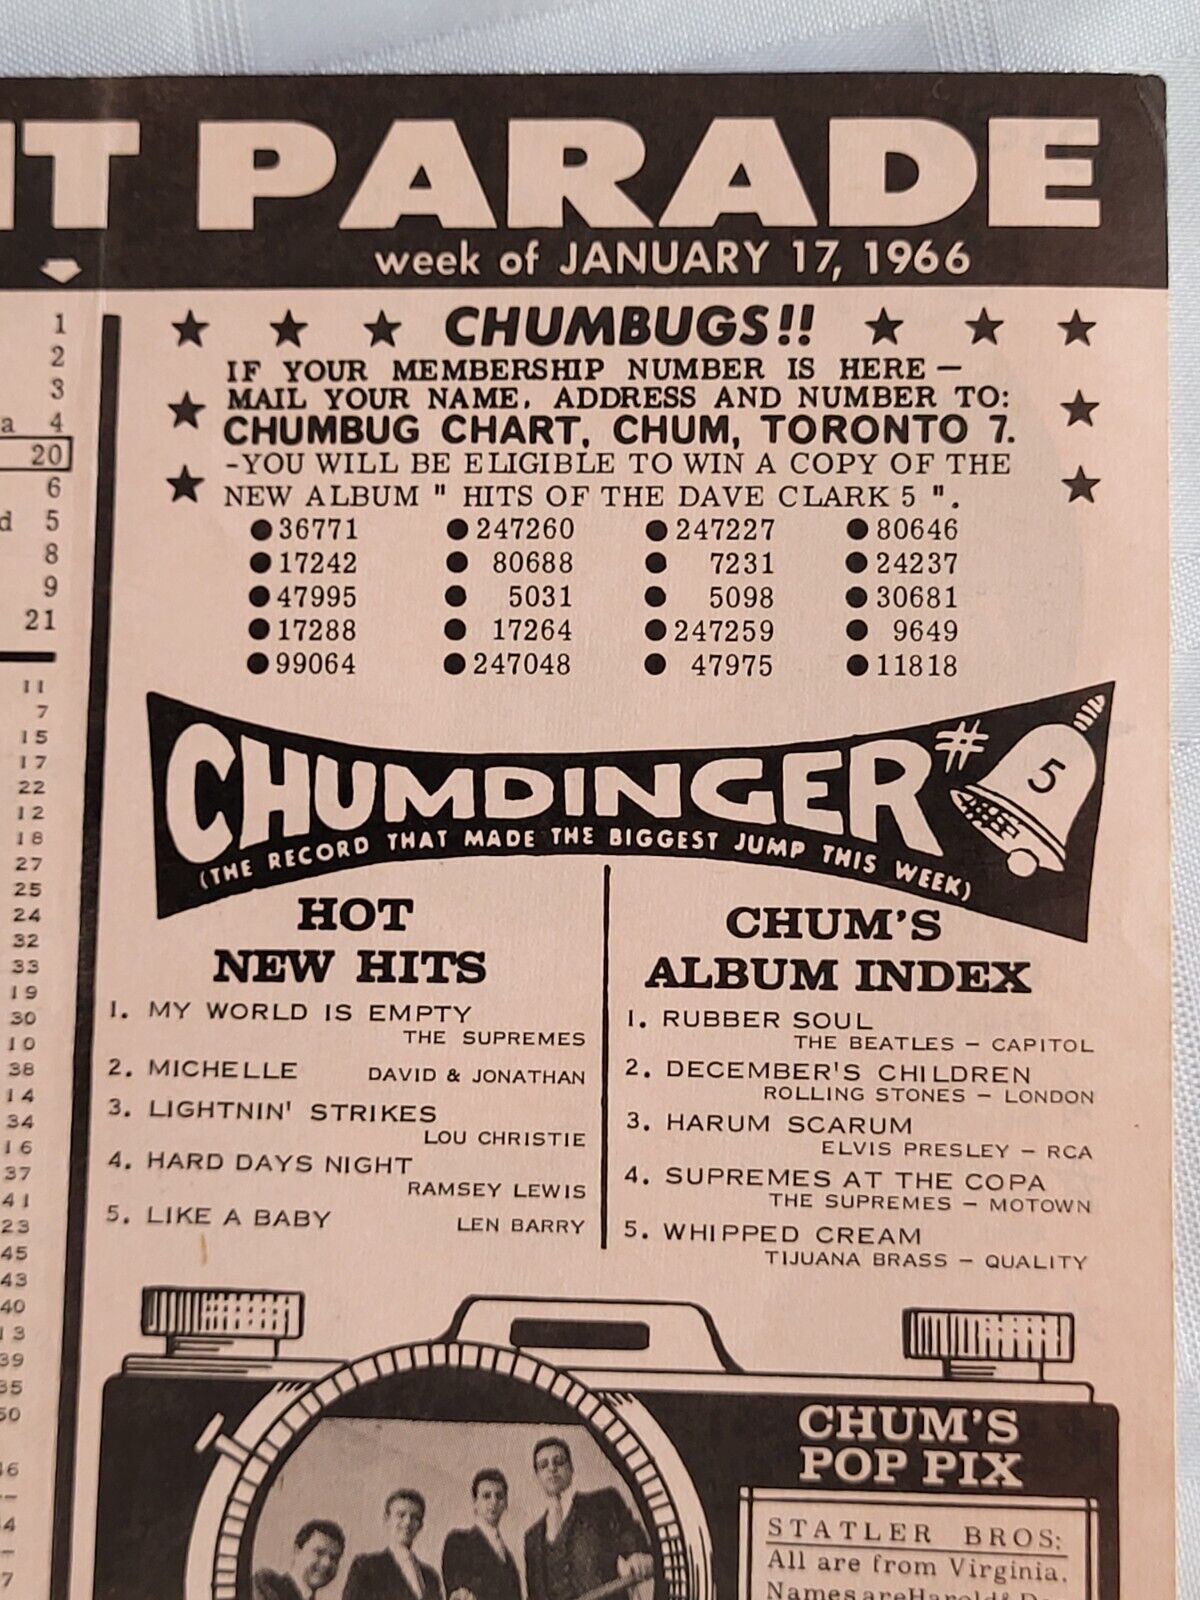 IT PARADE
week of JANUARY 17, 1966
1
2
3
a 4
20
6
d 5
8
9
21
11
7
15
17
22
12
18
27
25
24
32
33
19
30
10
38
14
34
16
37
41
23
45
43
40
13
39
35
50
46
--
4
-
7
CHUMBUGS!!
IF YOUR MEMBERSHIP NUMBER IS HERE —
MAIL YOUR NAME, ADDRESS AND NUMBER TO:
CHUMBUG CHART, CHUM, TORONTO 7.
-YOU WILL BE ELIGIBLE TO WIN A COPY OF THE
NEW ALBUM " HITS OF THE DAVE CLARK 5 ".
● 36771 ● 247260 ● 247227 ● 80646
● 17242 ● 80688 ● 7231 ● 24237
● 47995 ● 5031 ● 5098 ● 30681
● 17288 ● 17264 ● 247259 ● 9649
● 99064 ● 247048 ● 47975 ● 11818
CHUMDINGER # 5
(THE RECORD THAT MADE THE BIGGEST JUMP THIS WEEK)
HOT
NEW HITS
1. MY WORLD IS EMPTY
THE SUPREMES
2. MICHELLE DAVID & JONATHAN
3. LIGHTNIN' STRIKES
LOU CHRISTIE
4. HARD DAYS NIGHT
RAMSEY LEWIS
5. LIKE A BABY LEN BARRY
CHUM'S
ALBUM INDEX
1. RUBBER SOUL
THE BEATLES — CAPITOL
2. DECEMBER'S CHILDREN
ROLLING STONES — LONDON
3. HARUM SCARUM
ELVIS PRESLEY — RCA
4. SUPREMES AT THE COPA
THE SUPREMES — MOTOWN
5. WHIPPED CREAM
TIJUANA BRASS — QUALITY
CHUM'S
POP PIX
STATLER BROS:
All are from Virginia.
Names are Harold &